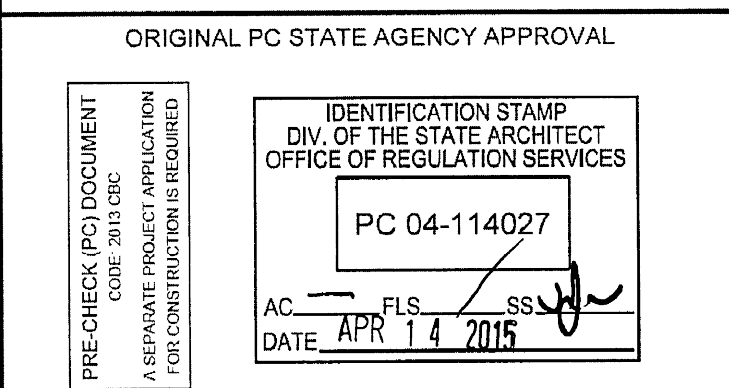 ORIGINAL PC STATE AGENCY APPROVAL
PRE-CHECK (PC) DOCUMENT
CODE: 2013 CBC
A SEPARATE PROJECT APPLICATION
FOR CONSTRUCTION IS REQUIRED
IDENTIFICATION STAMP
DIV. OF THE STATE ARCHITECT
OFFICE OF REGULATION SERVICES
PC 04-114027
AC FLS SS
DATE APR 14 2015